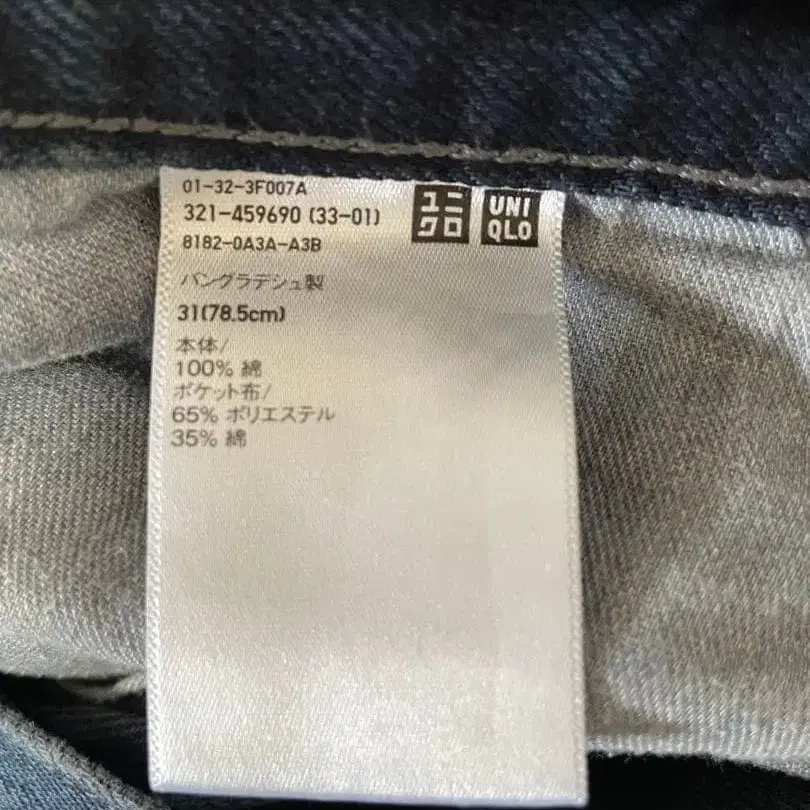 01-32-3F007A
321-459690 (33-01)
8182-0A3A-A3B
ユニ
クロ
UNI
QLO
バングラデシュ製
31(78.5cm)
本体/
100% 綿
ポケット布/
65% ポリエステル
35% 綿